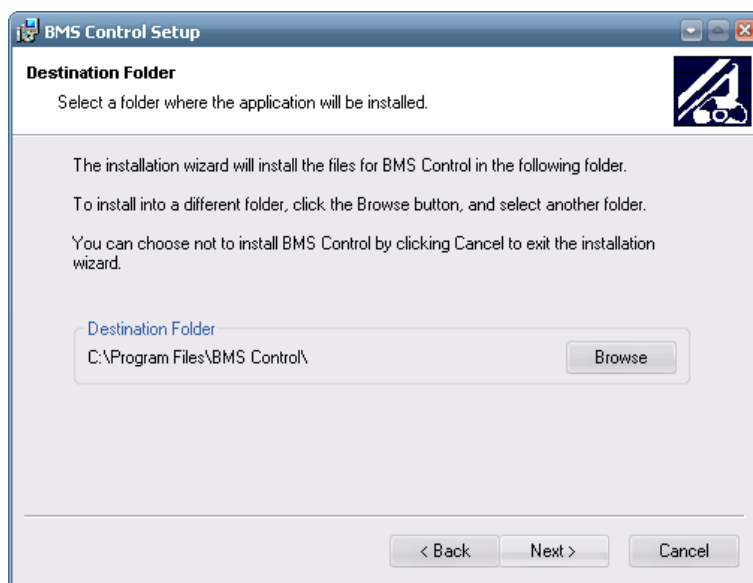 BMS Control Setup
Destination Folder
Select a folder where the application will be installed.
The installation wizard will install the files for BMS Control in the following folder.
To install into a different folder, click the Browse button, and select another folder.
You can choose not to install BMS Control by clicking Cancel to exit the installation
wizard.
Destination Folder
C:\Program Files\BMS Control\
Browse
< Back
Next >
Cancel